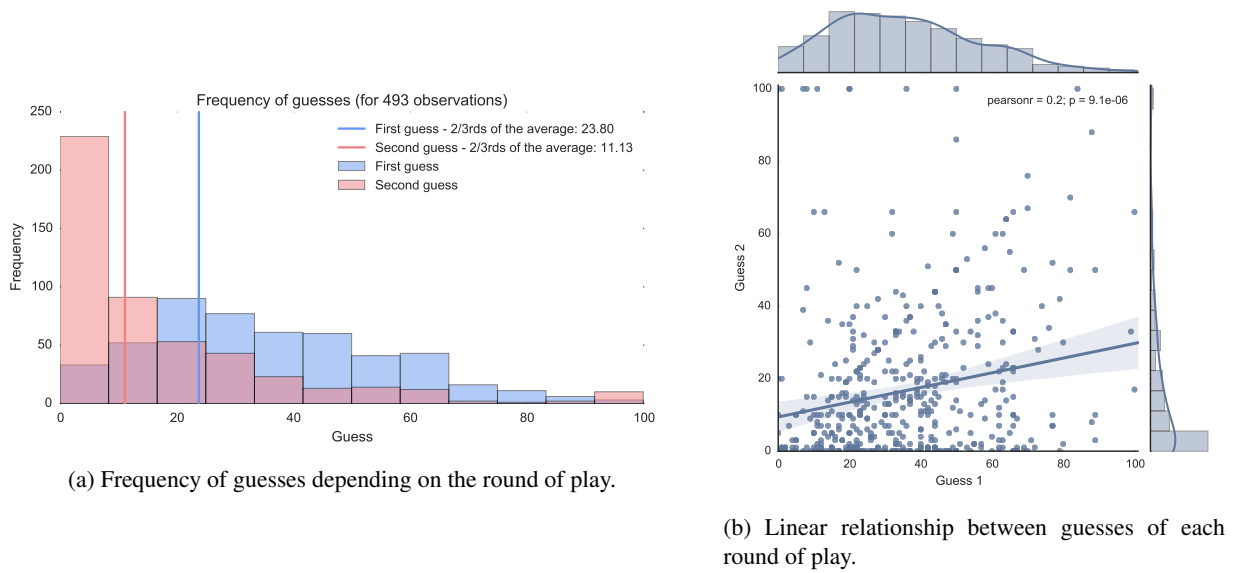 Frequency of guesses (for 493 observations)
250
200
150
100
50
0
Frequency
First guess - 2/3rds of the average: 23.80
Second guess - 2/3rds of the average: 11.13
First guess
Second guess
0 20 40 60 80 100
Guess
(a) Frequency of guesses depending on the round of play.
pearsonr = 0.2; p = 9.1e-06
100
80
60
40
20
0
Guess 2
0 20 40 60 80 100
Guess 1
(b) Linear relationship between guesses of each
round of play.